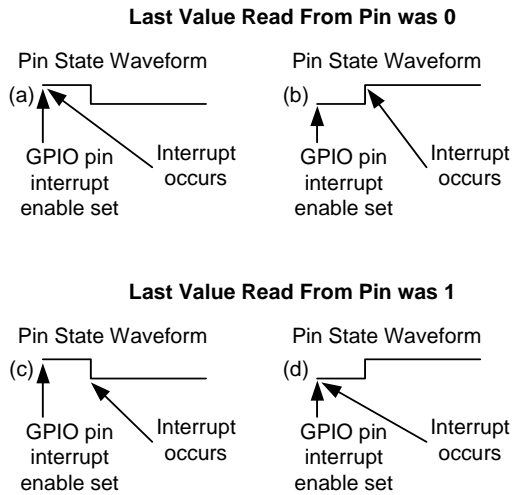 Last Value Read From Pin was 0
Pin State Waveform
(a)
GPIO pin
interrupt
enable set
Interrupt
occurs
Pin State Waveform
(b)
GPIO pin
interrupt
enable set
Interrupt
occurs
Last Value Read From Pin was 1
Pin State Waveform
(c)
GPIO pin
interrupt
enable set
Interrupt
occurs
Pin State Waveform
(d)
GPIO pin
interrupt
enable set
Interrupt
occurs